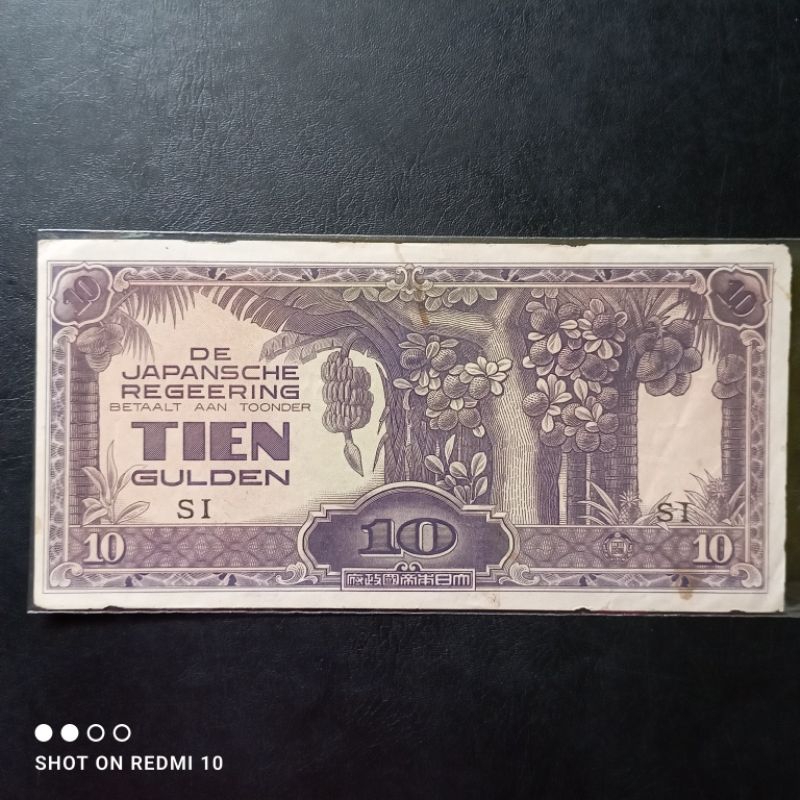 10 10
DE
JAPANSCHE
REGEERING
BETAALT AAN TOONDER
TIEN
GULDEN
SI SI
10 10 10
府政國帝本日大
SHOT ON REDMI 10